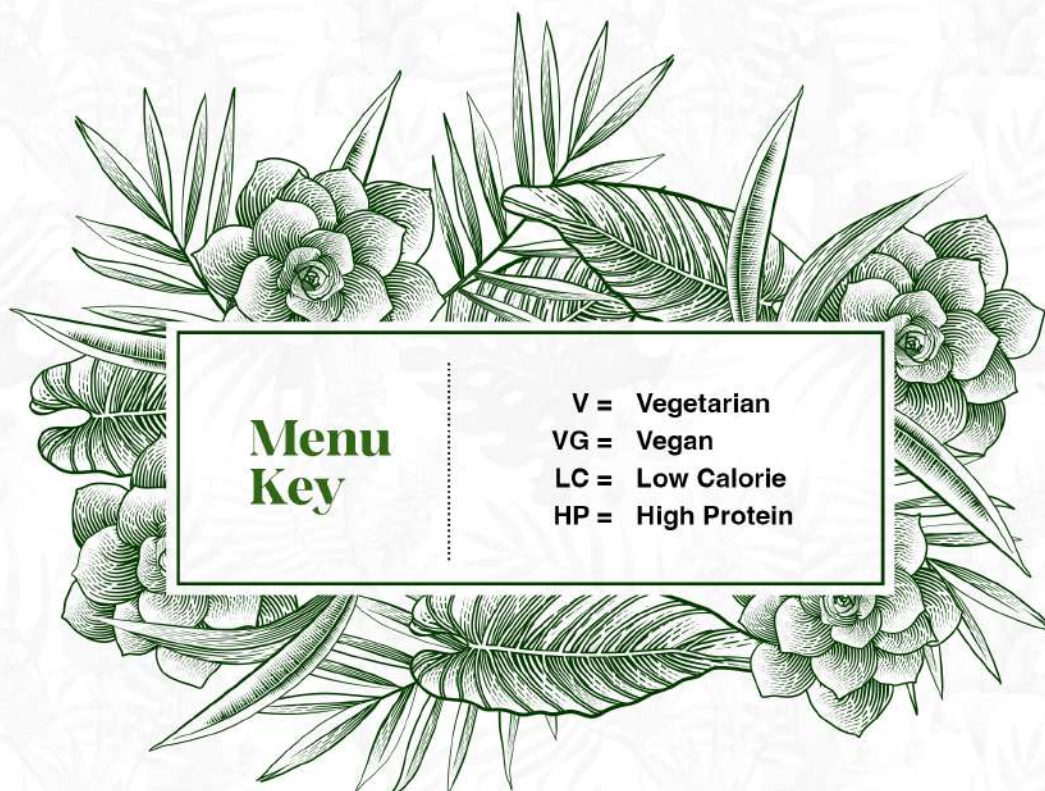 Menu
Key
V = Vegetarian
VG = Vegan
LC = Low Calorie
HP = High Protein